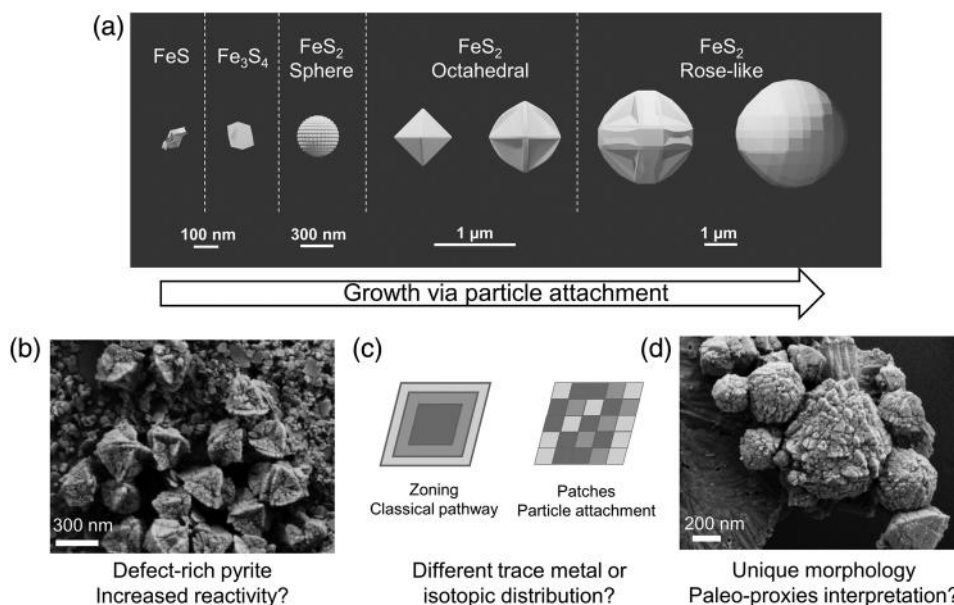 (a)
FeS
Fe₃S₄
FeS₂
Sphere
FeS₂
Octahedral
FeS₂
Rose-like
100 nm
300 nm
1 µm
1 µm
Growth via particle attachment
(b)
300 nm
Defect-rich pyrite
Increased reactivity?
(c)
Zoning
Classical pathway
Patches
Particle attachment
Different trace metal or
isotopic distribution?
(d)
200 nm
Unique morphology
Paleo-proxies interpretation?